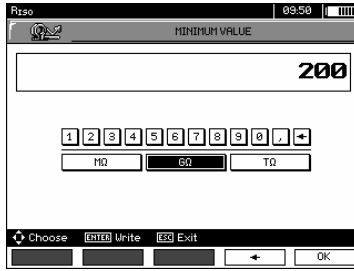 RISO 09:50
MINIMUM VALUE
200
1 2 3 4 5 6 7 8 9 0 , ←
MΩ GΩ TΩ
Choose ENTER Write ESC Exit
← OK